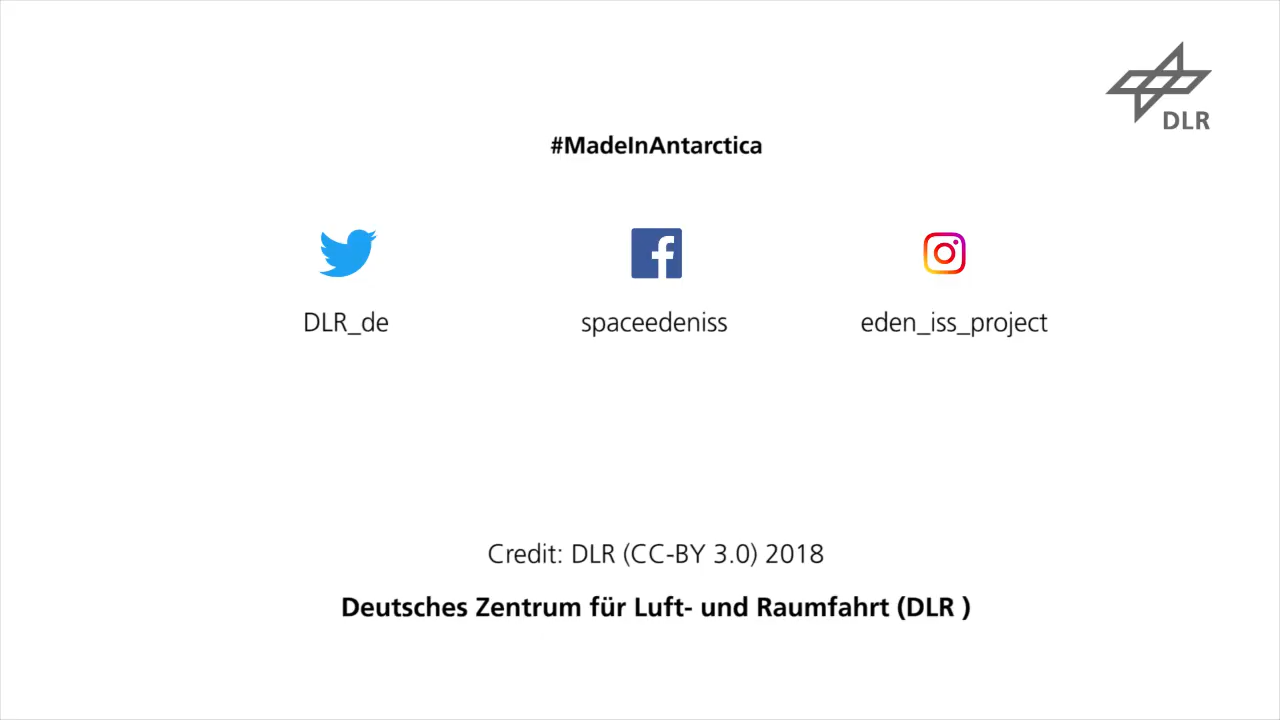 DLR
#MadeInAntarctica
DLR_de
spaceedeniss
eden_iss_project
Credit: DLR (CC-BY 3.0) 2018
Deutsches Zentrum für Luft- und Raumfahrt (DLR )